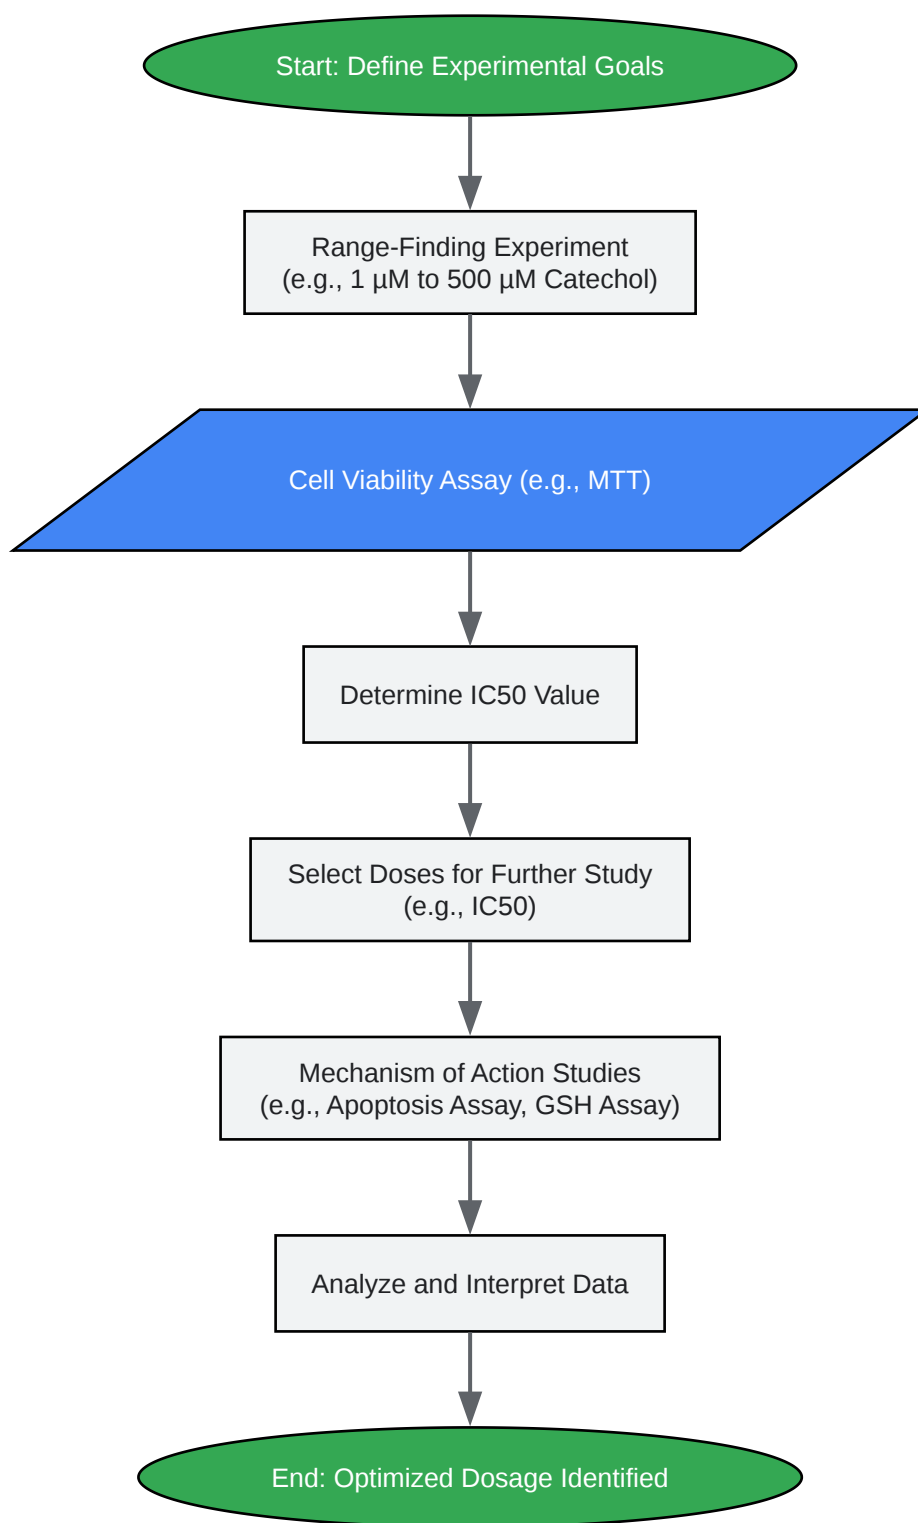 Start: Define Experimental Goals
Range-Finding Experiment
(e.g., 1 µM to 500 µM Catechol)
Cell Viability Assay (e.g., MTT)
Determine IC50 Value
Select Doses for Further Study
(e.g., IC50)
Mechanism of Action Studies
(e.g., Apoptosis Assay, GSH Assay)
Analyze and Interpret Data
End: Optimized Dosage Identified